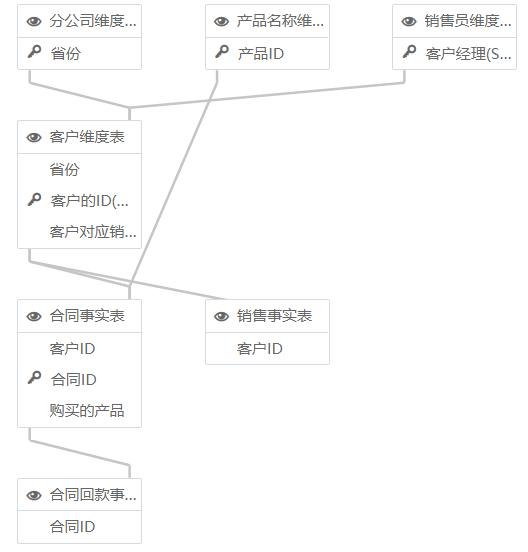 分公司维度...
省份
产品名称维...
产品ID
销售员维度...
客户经理(S...
客户维度表
省份
客户的ID(...
客户对应销...
合同事实表
客户ID
合同ID
购买的产品
销售事实表
客户ID
合同回款事...
合同ID